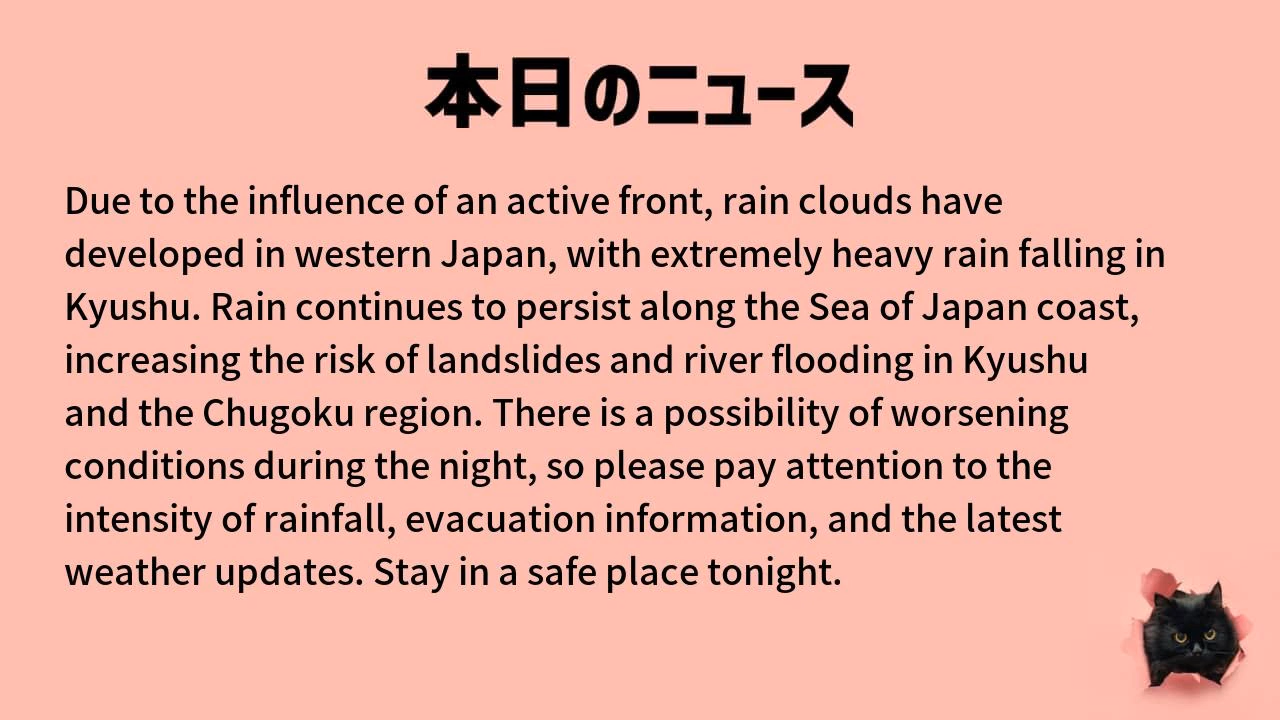 本日のニュース
Due to the influence of an active front, rain clouds have
developed in western Japan, with extremely heavy rain falling in
Kyushu. Rain continues to persist along the Sea of Japan coast,
increasing the risk of landslides and river flooding in Kyushu
and the Chugoku region. There is a possibility of worsening
conditions during the night, so please pay attention to the
intensity of rainfall, evacuation information, and the latest
weather updates. Stay in a safe place tonight.